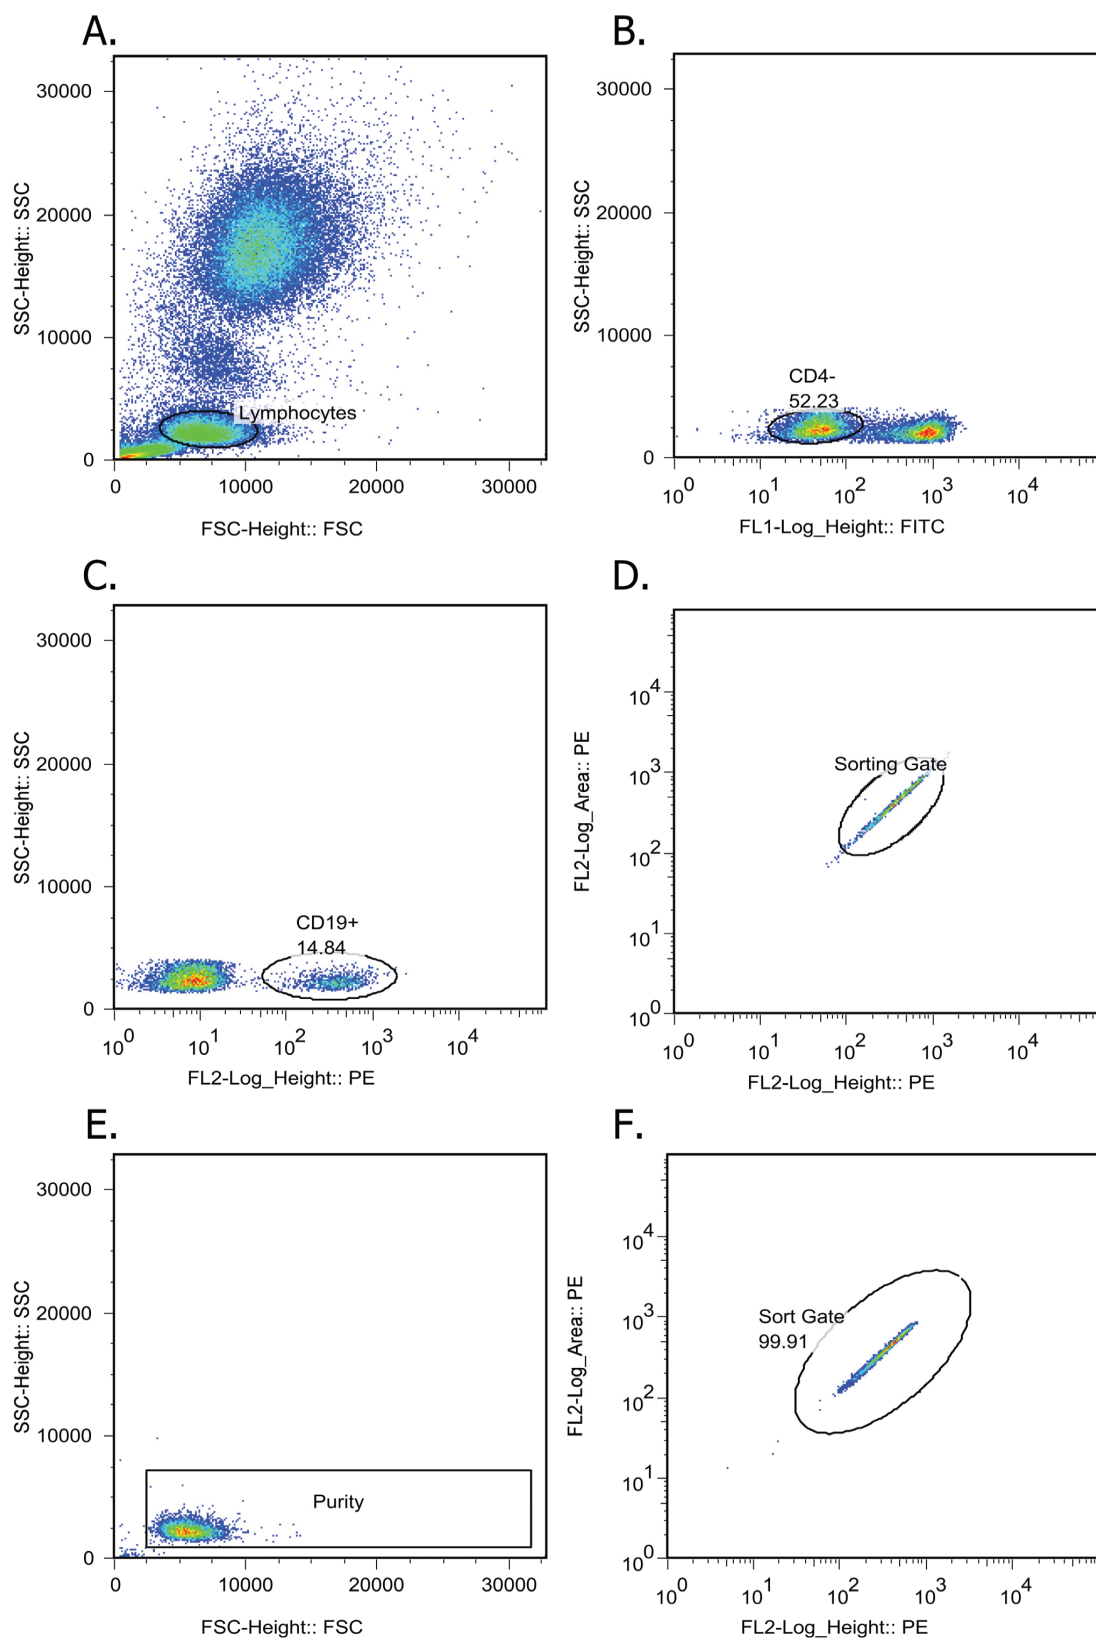 A.
30000
20000
10000
0
SSC-Height:: SSC
Lymphocytes
0 10000 20000 30000
FSC-Height:: FSC
B.
30000
20000
10000
0
SSC-Height:: SSC
CD4-
52.23
10^0 10^1 10^2 10^3 10^4
FL1-Log_Height:: FITC
C.
30000
20000
10000
0
SSC-Height:: SSC
CD19+
14.84
10^0 10^1 10^2 10^3 10^4
FL2-Log_Height:: PE
D.
10^4
10^3
10^2
10^1
10^0
FL2-Log_Area:: PE
Sorting Gate
10^0 10^1 10^2 10^3 10^4
FL2-Log_Height:: PE
E.
30000
20000
10000
0
SSC-Height:: SSC
Purity
0 10000 20000 30000
FSC-Height:: FSC
F.
10^4
10^3
10^2
10^1
10^0
FL2-Log_Area:: PE
Sort Gate
99.91
10^0 10^1 10^2 10^3 10^4
FL2-Log_Height:: PE